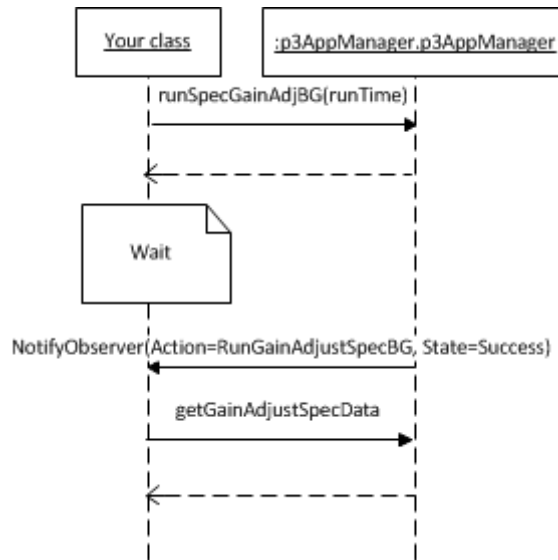 Your class
:p3AppManager.p3AppManager
runSpecGainAdjBG(runTime)
Wait
NotifyObserver(Action=RunGainAdjustSpecBG, State=Success)
getGainAdjustSpecData